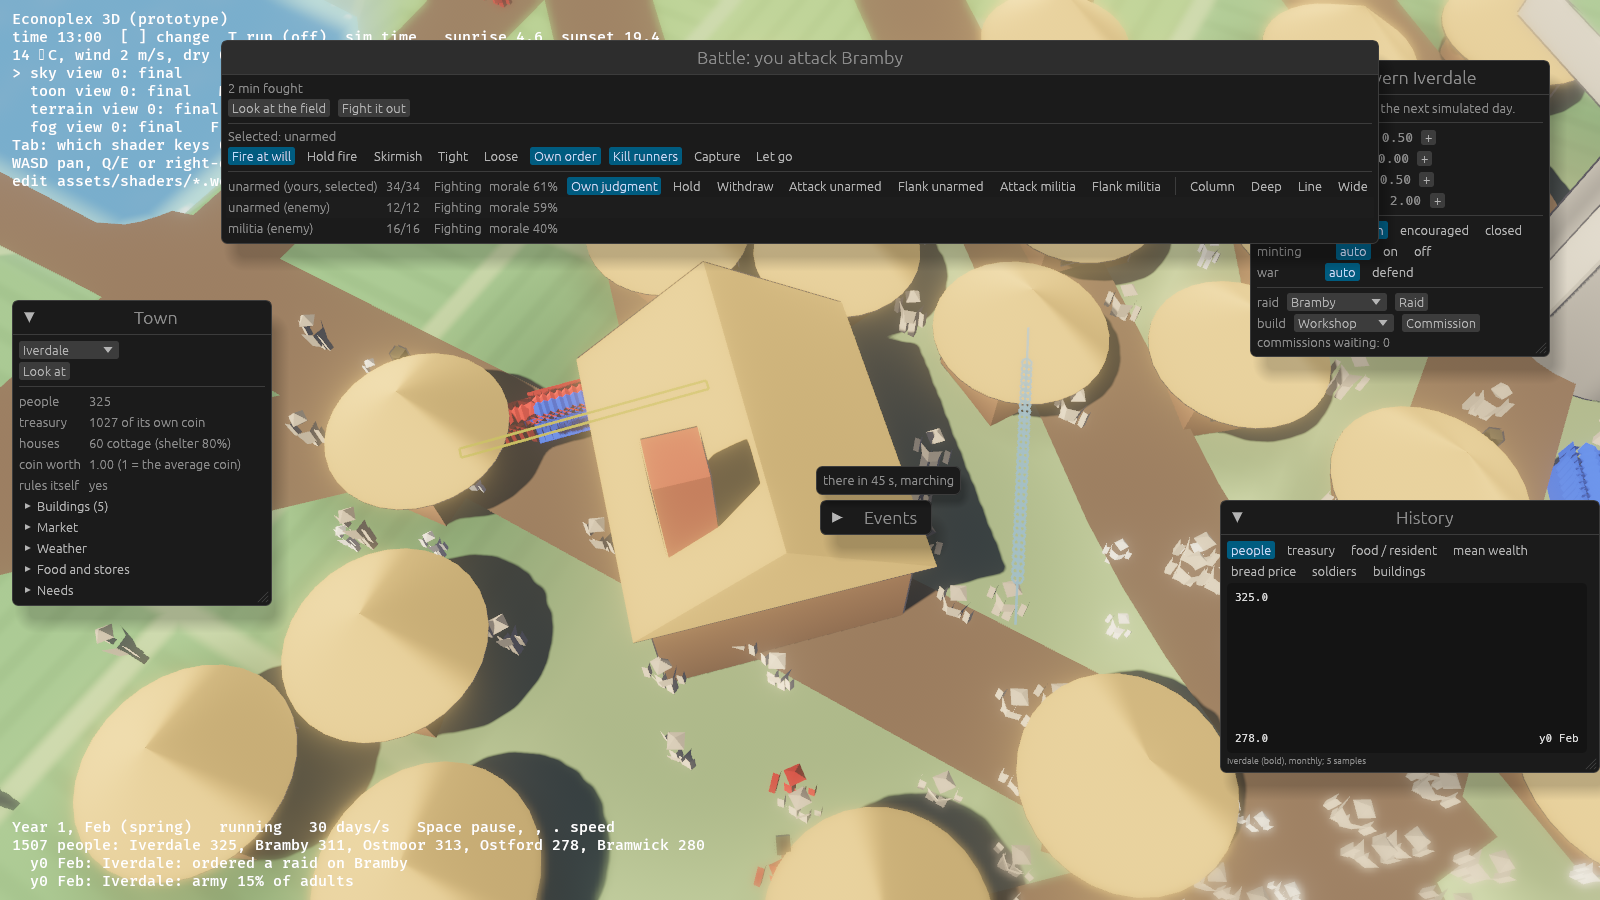 Econoplex 3D (prototype)
time 13:00 [ ] change T run (off) sim time sunrise 4.6 sunset 19.4
14 C, wind 2 m/s, dry
> sky view 0: final
toon view 0: final
terrain view 0: final
fog view 0: final F
Tab: which shader keys
WASD pan, Q/E or right-
edit assets/shaders/*.w
Battle: you attack Bramby
2 min fought
Look at the field Fight it out
Selected: unarmed
Fire at will Hold fire Skirmish Tight Loose Own order Kill runners Capture Let go
unarmed (yours, selected) 34/34 Fighting morale 61% Own judgment Hold Withdraw Attack unarmed Flank unarmed Attack militia Flank militia Column Deep Line Wide
unarmed (enemy) 12/12 Fighting morale 59%
militia (enemy) 16/16 Fighting morale 40%
vern Iverdale
the next simulated day.
0.50 +
0.00 +
0.50 +
2.00 +
n encouraged closed
minting auto on off
war auto defend
raid Bramby Raid
build Workshop Commission
commissions waiting: 0
Town
Iverdale
Look at
people 325
treasury 1027 of its own coin
houses 60 cottage (shelter 80%)
coin worth 1.00 (1 = the average coin)
rules itself yes
Buildings (5)
Market
Weather
Food and stores
Needs
there in 45 s, marching
Events
History
people treasury food / resident mean wealth
bread price soldiers buildings
325.0
278.0 y0 Feb
Iverdale (bold), monthly; 5 samples
Year 1, Feb (spring) running 30 days/s Space pause, , . speed
1507 people: Iverdale 325, Bramby 311, Ostmoor 313, Ostford 278, Bramwick 280
y0 Feb: Iverdale: ordered a raid on Bramby
y0 Feb: Iverdale: army 15% of adults